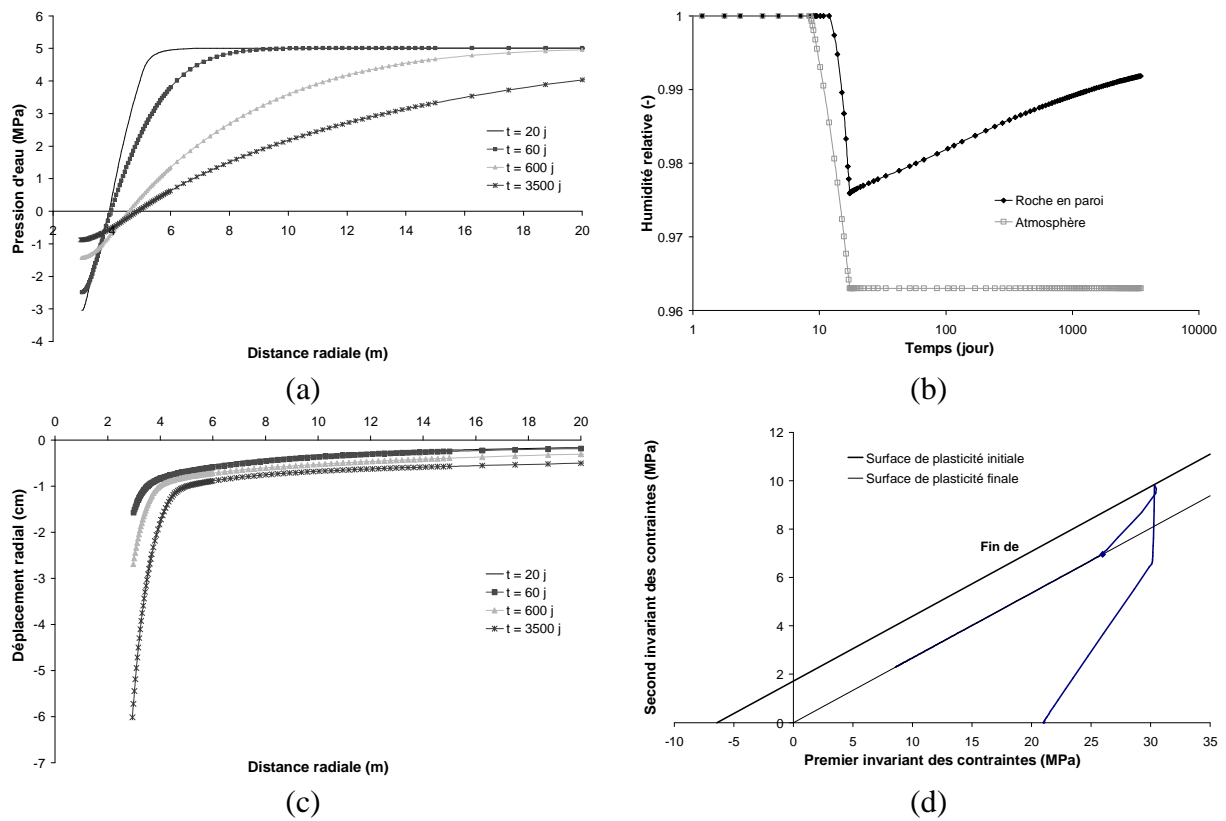 6
5
4
3
2
1
0
-1
-2
-3
-4
2 4 6 8 10 12 14 16 18 20
Pression d'eau (MPa)
Distance radiale (m)
t = 20 j
t = 60 j
t = 600 j
t = 3500 j
(a)
1
0.99
0.98
0.97
0.96
1 10 100 1000 10000
Humidité relative (-)
Temps (jour)
Roche en paroi
Atmosphère
(b)
0 2 4 6 8 10 12 14 16 18 20
0
-1
-2
-3
-4
-5
-6
-7
Déplacement radial (cm)
Distance radiale (m)
t = 20 j
t = 60 j
t = 600 j
t = 3500 j
(c)
12
10
8
6
4
2
0
-10 -5 0 5 10 15 20 25 30 35
Second invariant des contraintes (MPa)
Premier invariant des contraintes (MPa)
Surface de plasticité initiale
Surface de plasticité finale
Fin de
(d)